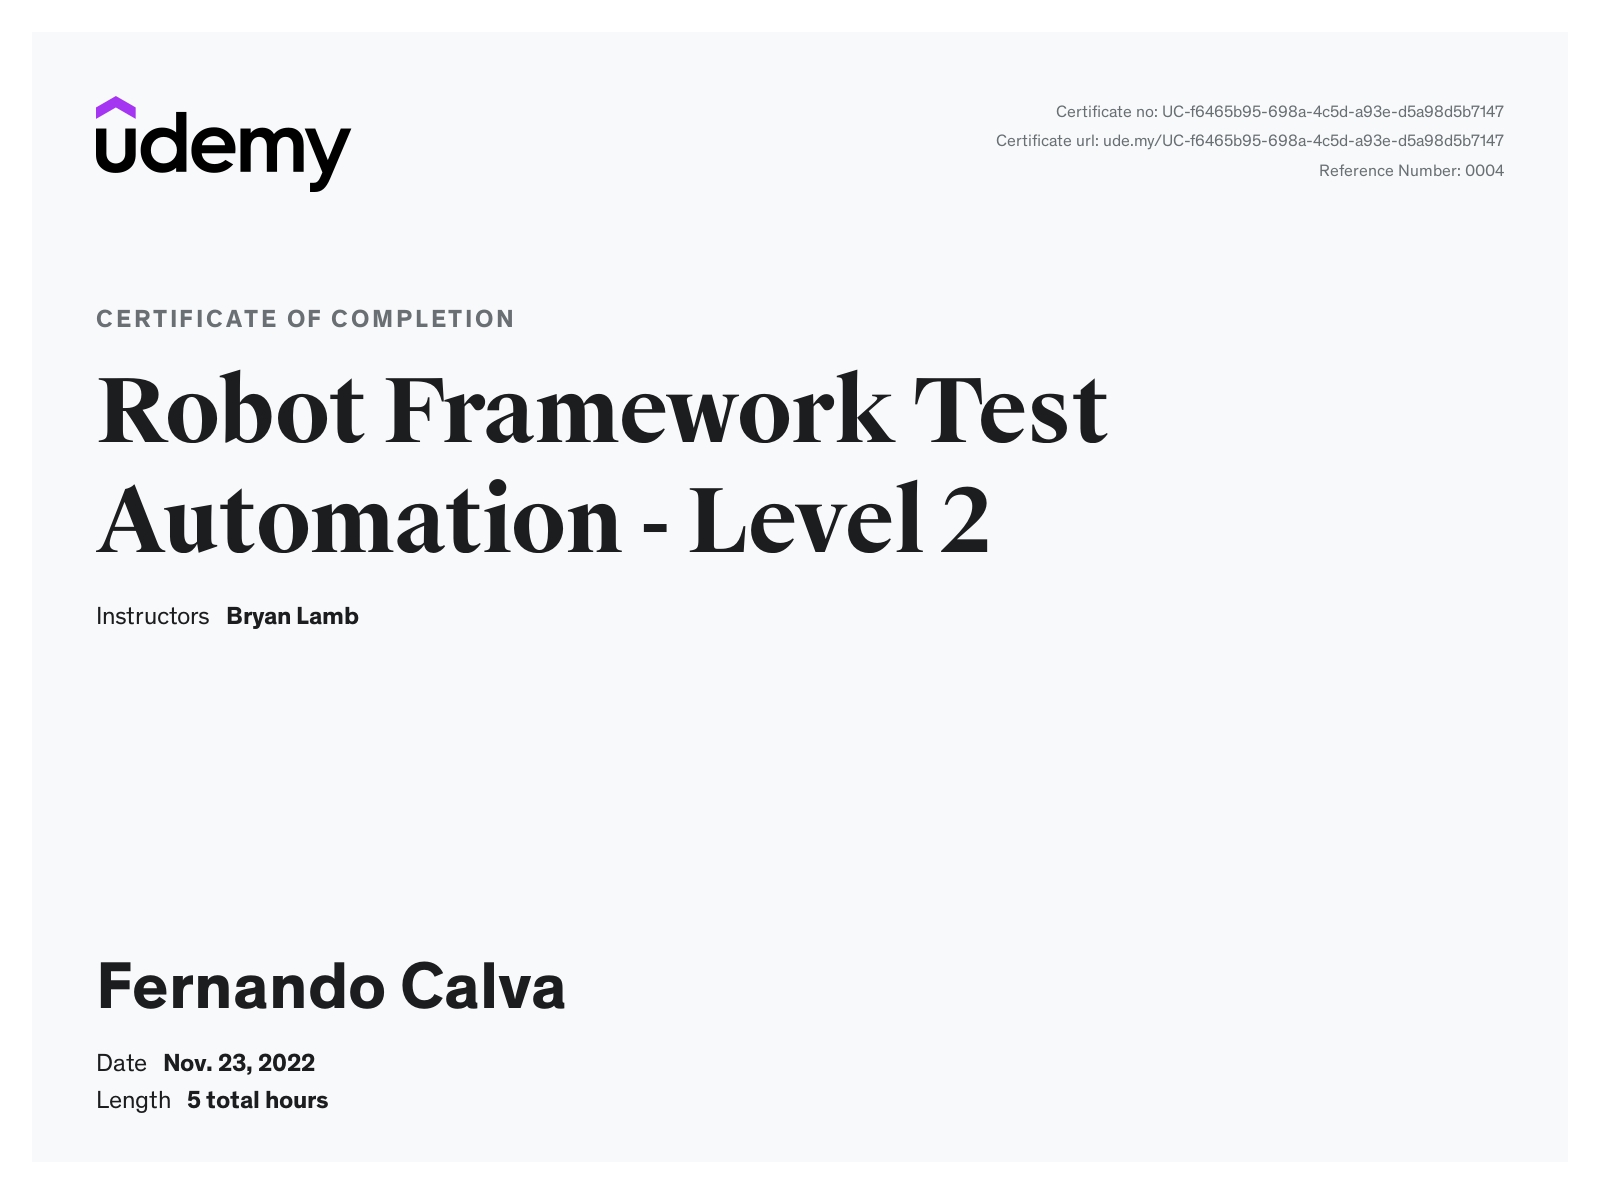 udemy
Certificate no: UC-f6465b95-698a-4c5d-a93e-d5a98d5b7147
Certificate url: ude.my/UC-f6465b95-698a-4c5d-a93e-d5a98d5b7147
Reference Number: 0004
CERTIFICATE OF COMPLETION
Robot Framework Test
Automation - Level 2
Instructors Bryan Lamb
Fernando Calva
Date Nov. 23, 2022
Length 5 total hours